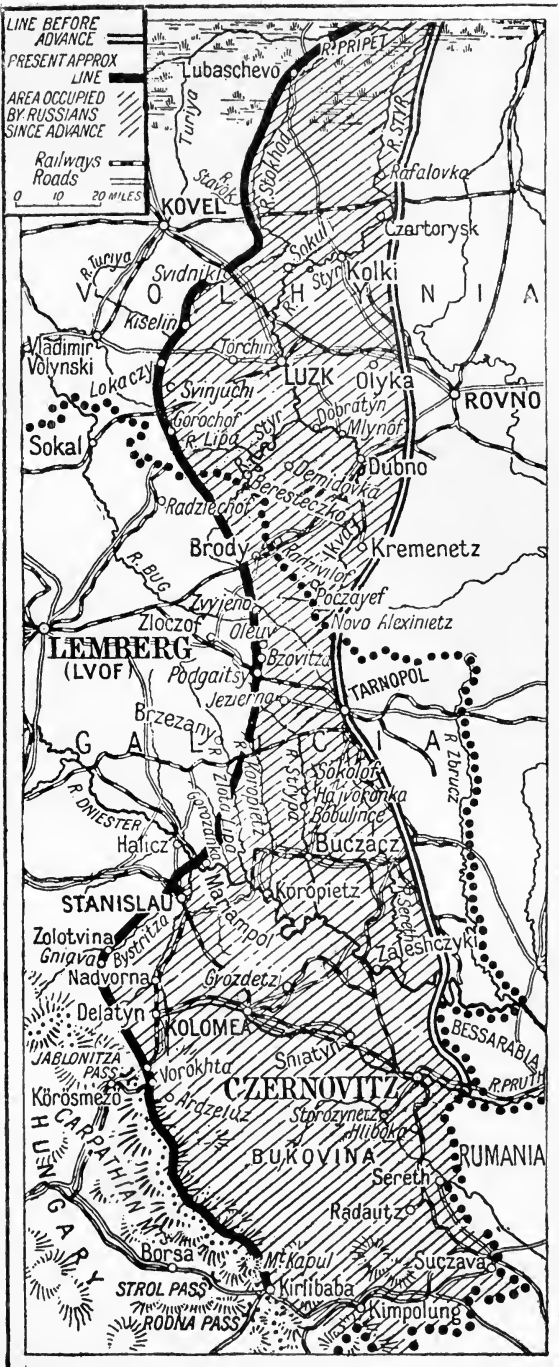 LINE BEFORE
ADVANCE
PRESENT APPROX
LINE
AREA OCCUPIED
BY RUSSIANS
SINCE ADVANCE
Railways
Roads
0 10 20 MILES
R. PRIPET
Lubaschevo
Turiya
R. STYR
R. Stokhod
R. Stavok
Rafalovka
KOVEL
Czartorysk
Sokul
R. Styr
Kolki
R. Turiya
Svidniki
VOLHYNIA
Kiselin
Vladimir
Volynski
Torchin
LUZK
Olyka
Lokaczy
Svinjuchi
ROVNO
Gorochof
R. Lipa
R. Styr
Dobratyn
Mlynof
Sokal
Dubno
Demidovka
Beresteczko
Radziechof
Ikva
Brody
Radzivilof
Kremenetz
R. BUG
Poczayef
Zvyjeno
Novo Alexinietz
Zloczof
Oleuv
LEMBERG
(LVOF)
Bzovitza
Podgaitsy
Jezierna
TARNOPOL
Brzezany
GALICIA
R. Zlota Lipa
R. Koropietz
R. Strypa
R. Zbrucz
Sokolof
Hajvoronka
Bobulince
R. DNIESTER
Gorozanka
Halicz
Buczacz
STANISLAU
Mariampol
Koropietz
R. Sereth
Zolotvina
Gniava
Bystritza
Zaleshczyki
Nadvorna
Gvozdetz
Delatyn
KOLOMEA
BESSARABIA
JABLONITZA
PASS
Vorokhta
Sniatyn
R. PRUTH
Körösmezö
CZERNOVITZ
Ardzeluz
Storozynetz
Hliboka
HUNGARY
CARPATHIAN
BUKOVINA
RUMANIA
Sereth
Radautz
Borsa
Mt. Kapul
Suczava
STROL PASS
Kirlibaba
RODNA PASS
Kimpolung